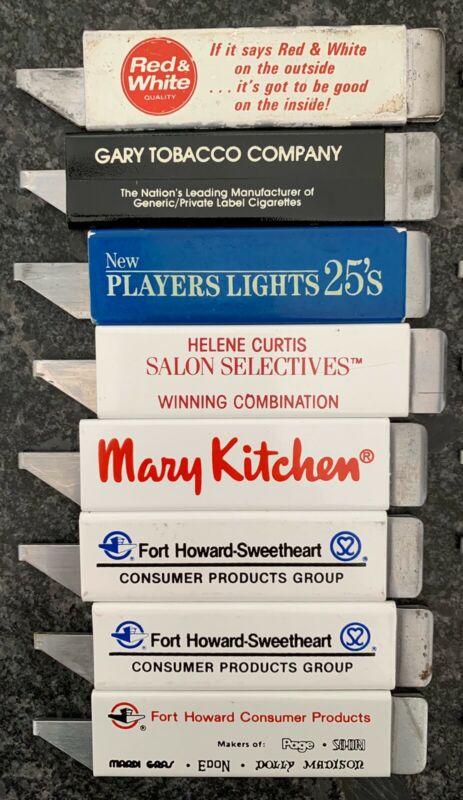 Red &
White
QUALITY
If it says Red & White
on the outside
...it's got to be good
on the inside!
GARY TOBACCO COMPANY
The Nation's Leading Manufacturer of
Generic/Private Label Cigarettes
New
PLAYERS LIGHTS 25's
HELENE CURTIS
SALON SELECTIVES™
WINNING COMBINATION
Mary Kitchen®
Fort Howard-Sweetheart ®
CONSUMER PRODUCTS GROUP
Fort Howard-Sweetheart ®
CONSUMER PRODUCTS GROUP
® Fort Howard Consumer Products
Makers of: Page •
MARDI GRAS • EDON • DOLLY MADISON